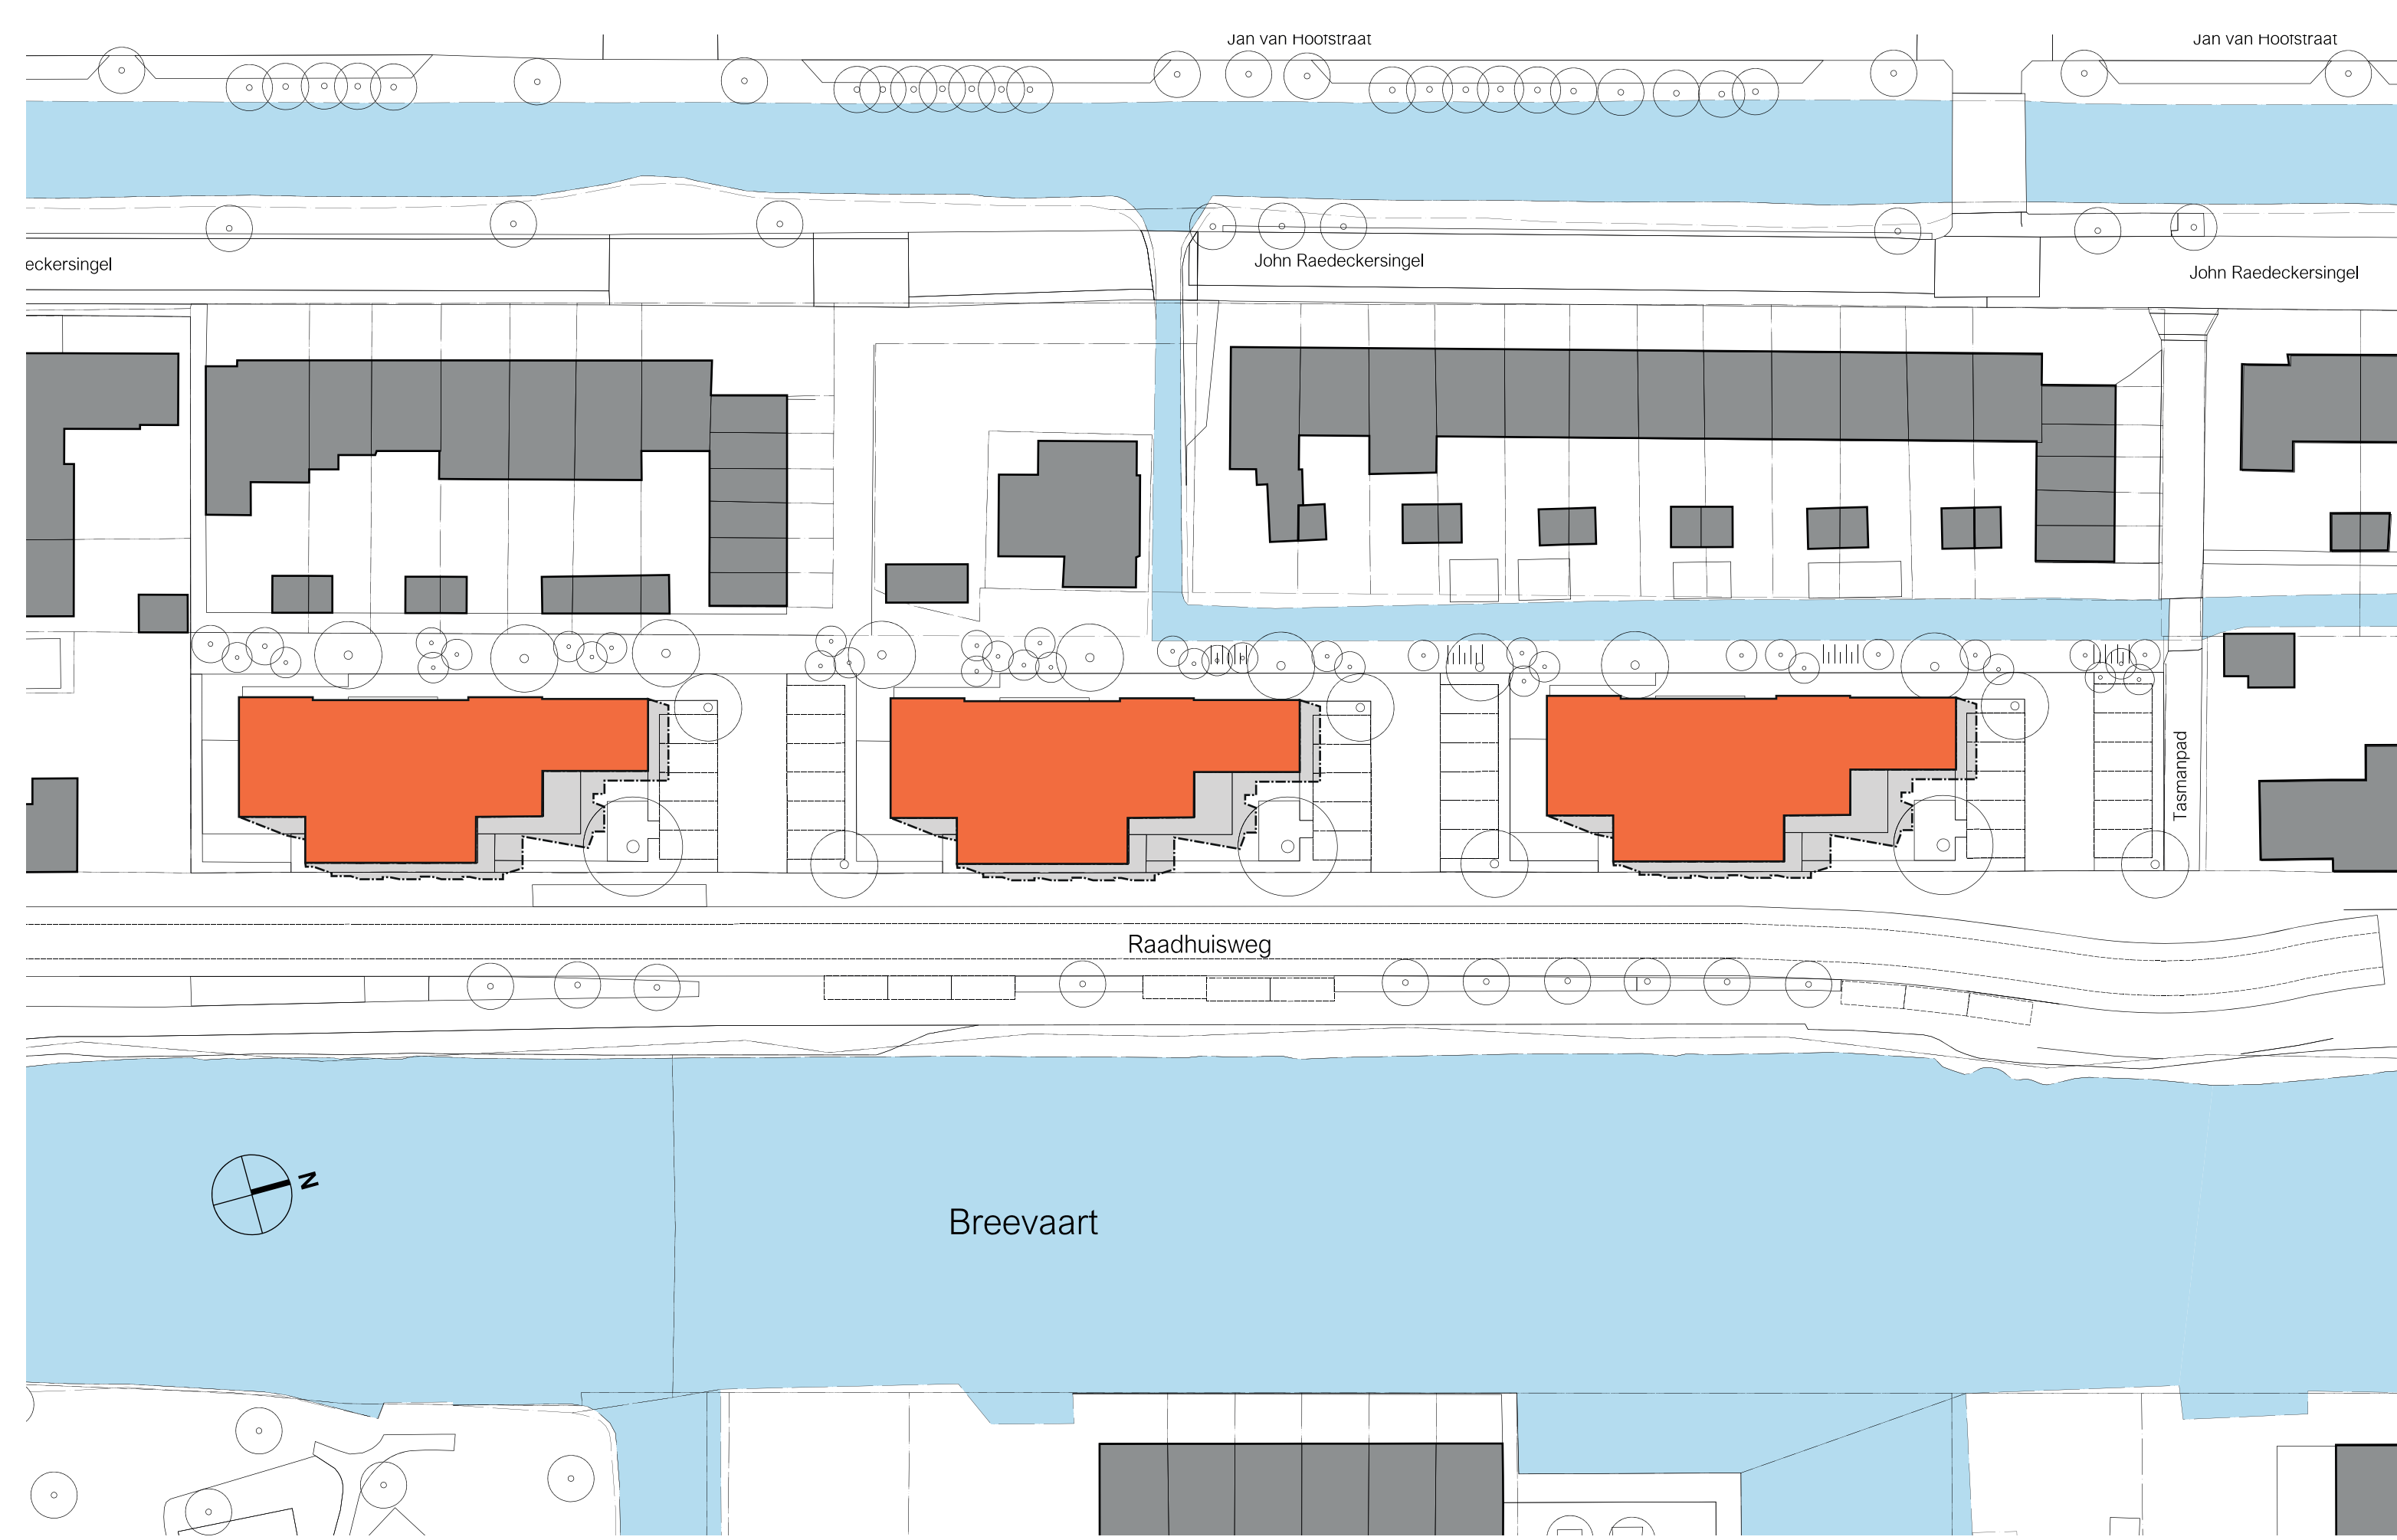 Jan van Hoofstraat
Jan van Hoofstraat
eckersingel
John Raedeckersingel
John Raedeckersingel
Tasmanpad
Raadhuisweg
N
Breevaart